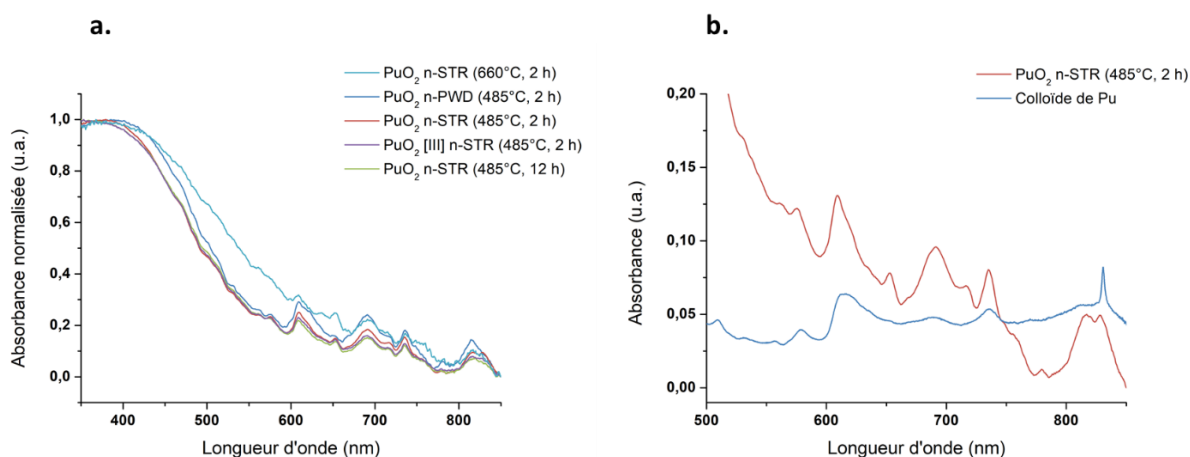 a.
PuO2 n-STR (660°C, 2 h)
PuO2 n-PWD (485°C, 2 h)
PuO2 n-STR (485°C, 2 h)
PuO2 [III] n-STR (485°C, 2 h)
PuO2 n-STR (485°C, 12 h)
Absorbance normalisée (u.a.)
1,0
0,8
0,6
0,4
0,2
0,0
400 500 600 700 800
Longueur d'onde (nm)
b.
PuO2 n-STR (485°C, 2 h)
Colloïde de Pu
Absorbance (u.a.)
0,20
0,15
0,10
0,05
0,00
500 600 700 800
Longueur d'onde (nm)